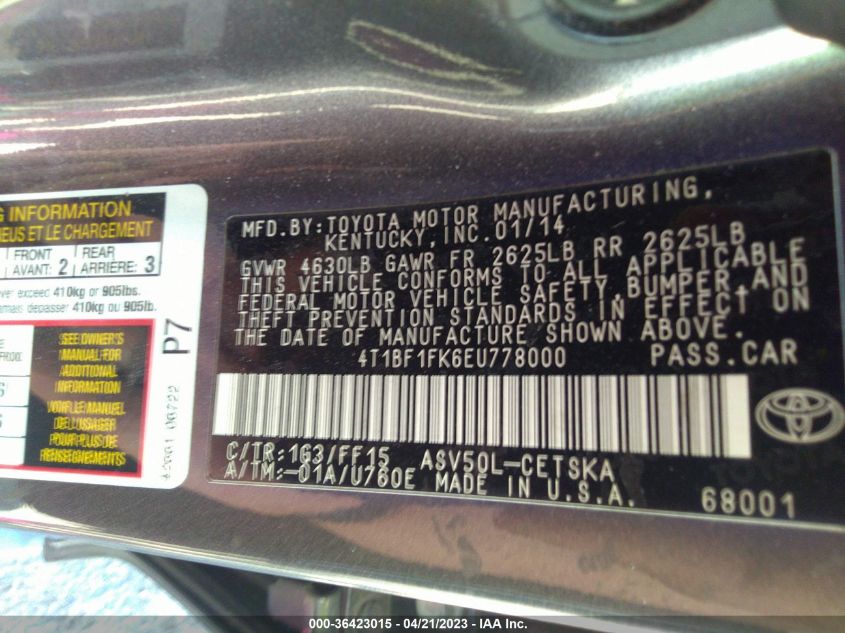 G INFORMATION
EUS ET LE CHARGEMENT
FRONT
AVANT: 2
REAR
ARRIÈRE: 3
ver exceed 410kg or 905lbs.
amais depasser 410kg ou 905lb.
SEE OWNER'S
MANUAL FOR
ADDITIONAL
INFORMATION
VOIR LE MANUEL
DE L'USAGER
POUR PLUS DE
RENSEIGNEMENTS
P7
MFD.BY:TOYOTA MOTOR MANUFACTURING,
KENTUCKY,INC.01/14
GVWR 4630LB GAWR FR 2625LB RR 2625LB
THIS VEHICLE CONFORMS TO ALL APPLICABLE
FEDERAL MOTOR VEHICLE SAFETY,BUMPER,AND
THEFT PREVENTION STANDARDS IN EFFECT ON
THE DATE OF MANUFACTURE SHOWN ABOVE.
4T1BF1FK6EU778000 PASS.CAR
C/TR:1G3/FF15 ASV50L-CETSKA
A/TM:-01A/U760E MADE IN U.S.A.
68001
000-36423015 - 04/21/2023 - IAA Inc.